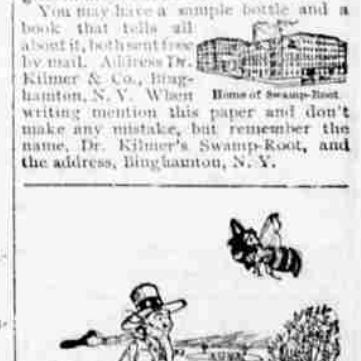 You may have a sample bottle and a
book that tells all
about it, both sent free
by mail. Address Dr.
Kilmer & Co., Bing-
hamton, N. Y. When
Home of Swamp-Root.
writing mention this paper and don't
make any mistake, but remember the
name, Dr. Kilmer's Swamp-Root, and
the address, Binghamton, N. Y.